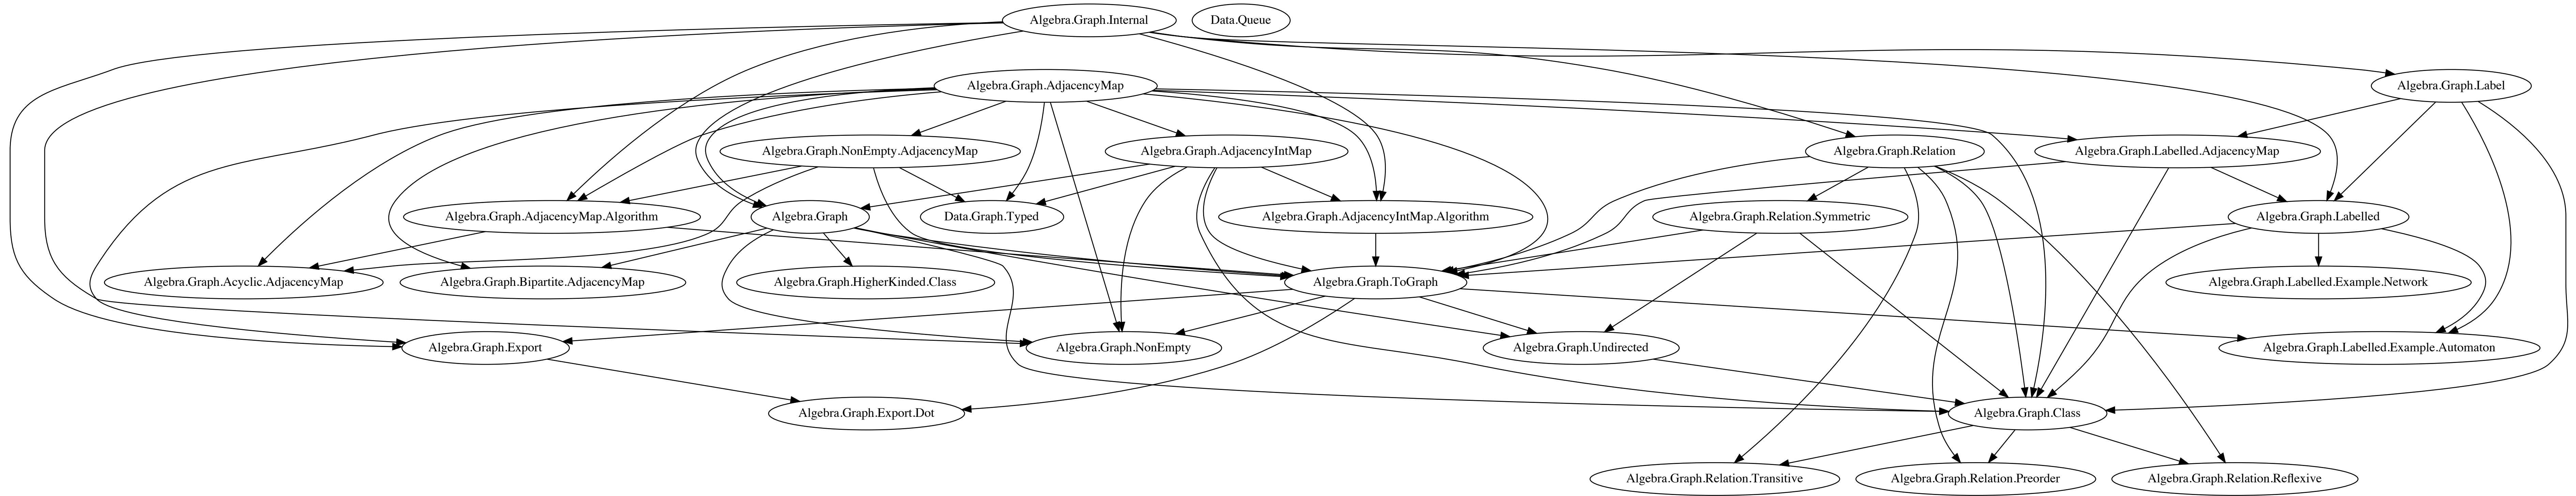 Algebra.Graph.Internal
Data.Queue
Algebra.Graph.AdjacencyMap
Algebra.Graph.Label
Algebra.Graph.NonEmpty.AdjacencyMap
Algebra.Graph.AdjacencyIntMap
Algebra.Graph.Relation
Algebra.Graph.Labelled.AdjacencyMap
Algebra.Graph.AdjacencyMap.Algorithm
Algebra.Graph
Data.Graph.Typed
Algebra.Graph.AdjacencyIntMap.Algorithm
Algebra.Graph.Relation.Symmetric
Algebra.Graph.Labelled
Algebra.Graph.Acyclic.AdjacencyMap
Algebra.Graph.Bipartite.AdjacencyMap
Algebra.Graph.HigherKinded.Class
Algebra.Graph.ToGraph
Algebra.Graph.Labelled.Example.Network
Algebra.Graph.Export
Algebra.Graph.NonEmpty
Algebra.Graph.Undirected
Algebra.Graph.Labelled.Example.Automaton
Algebra.Graph.Export.Dot
Algebra.Graph.Class
Algebra.Graph.Relation.Transitive
Algebra.Graph.Relation.Preorder
Algebra.Graph.Relation.Reflexive